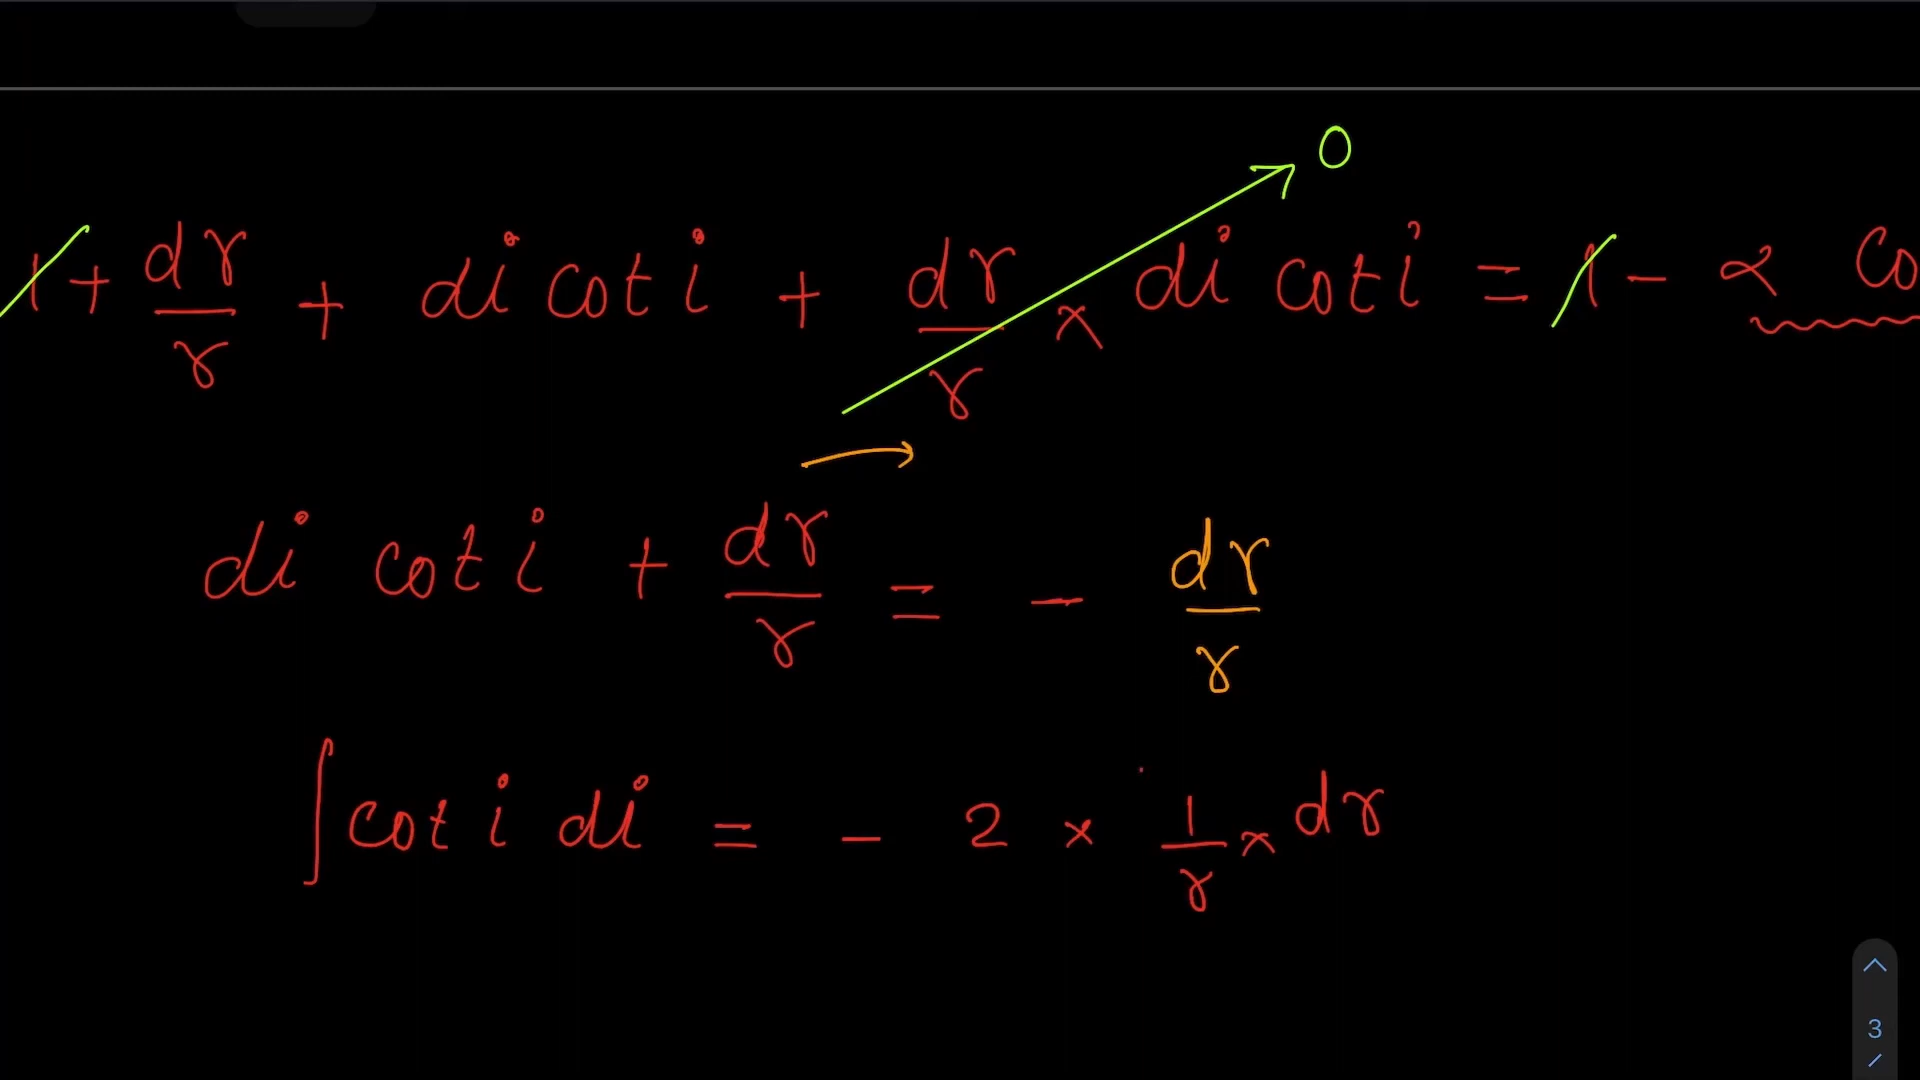 0
1 + dr/r + di cot i + dr/r × di cot i = 1 - α Co
di cot i + dr/r = - dr/r
∫ cot i di = - 2 × 1/r × dr
3
/